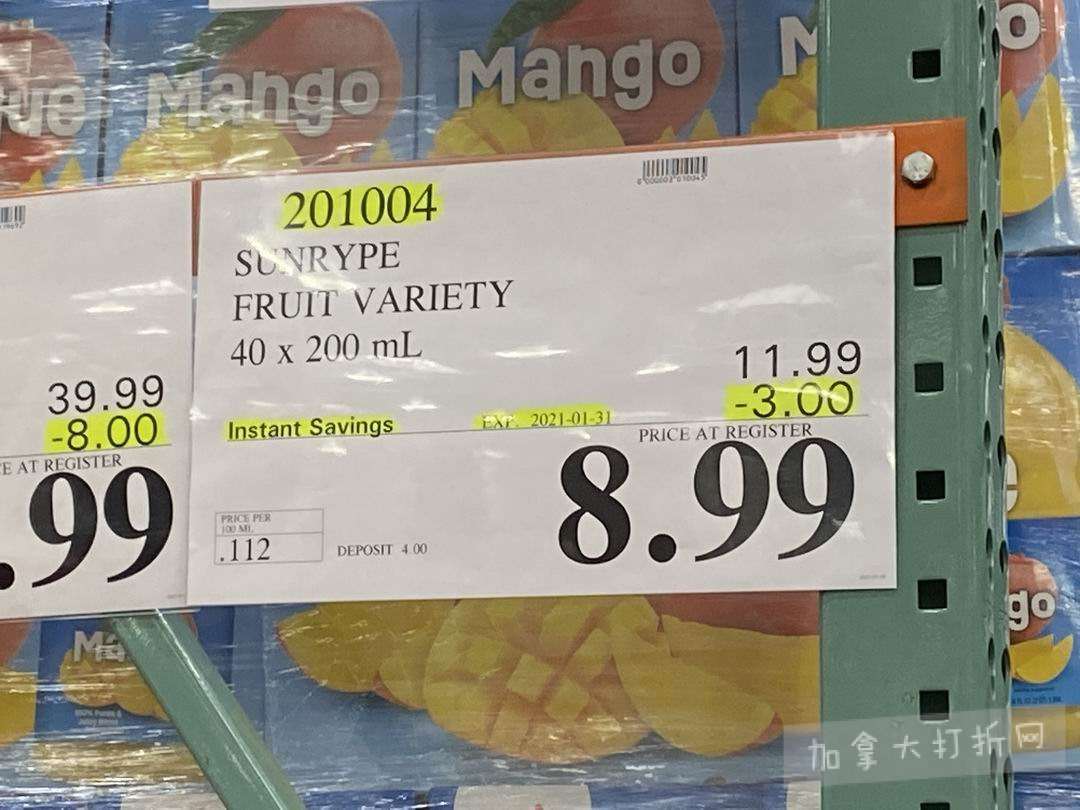 Mango
Mango
201004
SUNRYPE
FRUIT VARIETY
40 x 200 mL
11.99
-3.00
Instant Savings
EXP. 2021-01-31
PRICE AT REGISTER
8.99
PRICE PER
100 ML
.112
DEPOSIT 4.00
39.99
-8.00
E AT REGISTER
.99
go
加拿大打折网